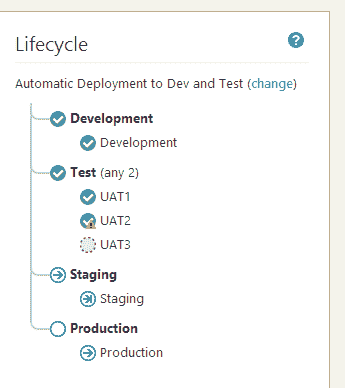 Lifecycle
?
Automatic Deployment to Dev and Test (change)
Development
Development
Test (any 2)
UAT1
UAT2
UAT3
Staging
Staging
Production
Production